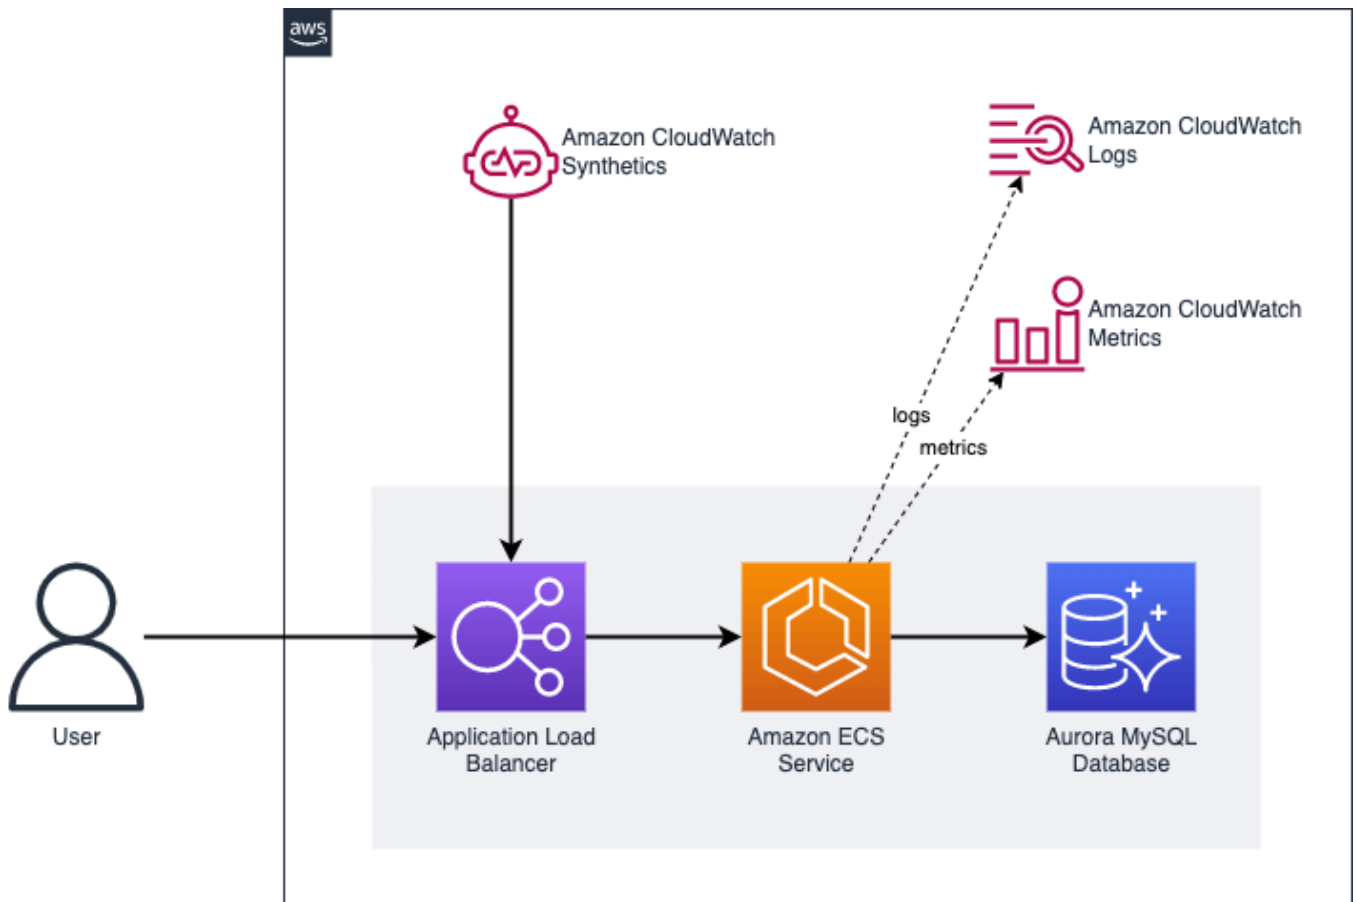 aws
Amazon CloudWatch
Synthetics
Amazon CloudWatch
Logs
Amazon CloudWatch
Metrics
logs
metrics
User
Application Load
Balancer
Amazon ECS
Service
Aurora MySQL
Database